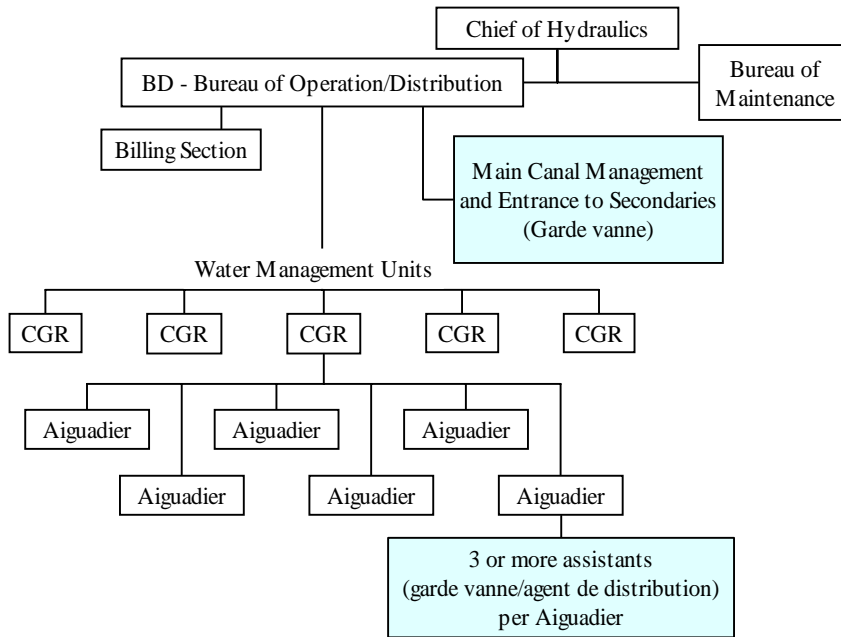 Chief of Hydraulics
BD - Bureau of Operation/Distribution
Bureau of
Maintenance
Billing Section
Main Canal Management
and Entrance to Secondaries
(Garde vanne)
Water Management Units
CGR
CGR
CGR
CGR
CGR
Aiguadier
Aiguadier
Aiguadier
Aiguadier
Aiguadier
Aiguadier
3 or more assistants
(garde vanne/agent de distribution)
per Aiguadier